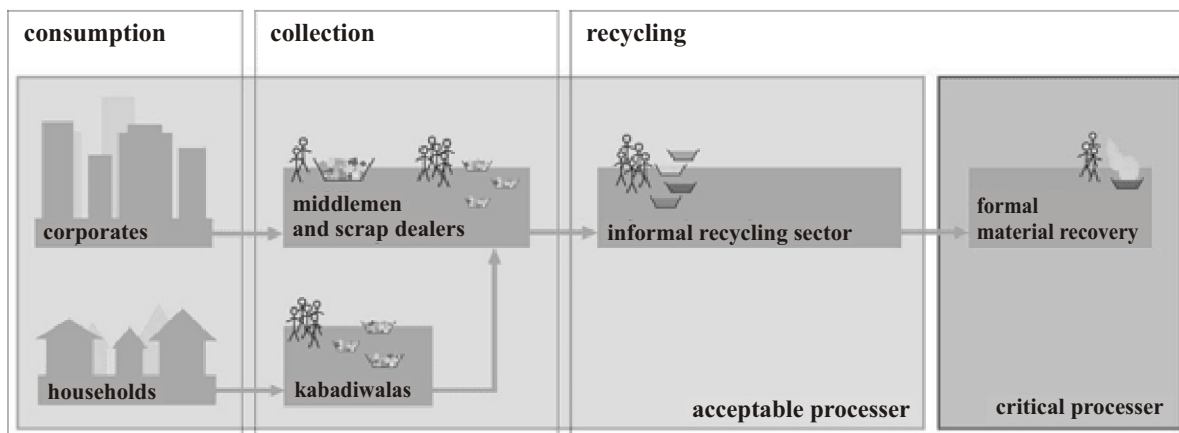 consumption
collection
recycling
corporates
middlemen
and scrap dealers
informal recycling sector
formal
material recovery
households
kabadiwalas
acceptable processer
critical processer